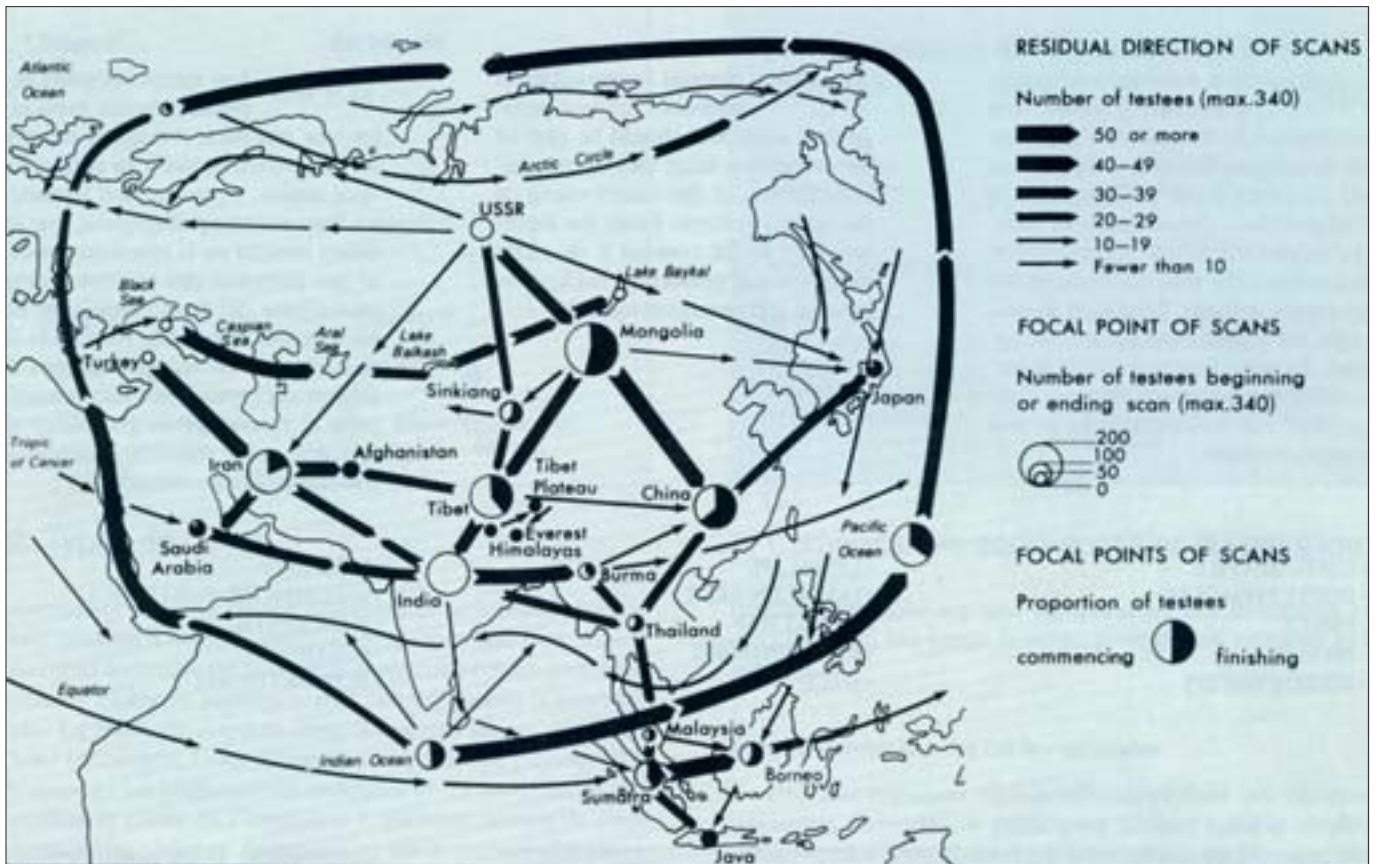 Atlantic
Ocean
Arctic Circle
USSR
Lake Baykal
Black
Sea
Caspian
Sea
Aral
Sea
Lake
Balkash
Mongolia
Turkey
Sinkiang
Japan
Tropic
of Cancer
Iran
Afghanistan
Tibet
Plateau
Tibet
China
Everest
Himalayas
Pacific
Ocean
Saudi
Arabia
India
Burma
Thailand
Equator
Indian Ocean
Malaysia
Borneo
Sumatra
Java
RESIDUAL DIRECTION OF SCANS
Number of testees (max.340)
50 or more
40–49
30–39
20–29
10–19
Fewer than 10
FOCAL POINT OF SCANS
Number of testees beginning
or ending scan (max.340)
200
100
50
0
FOCAL POINTS OF SCANS
Proportion of testees
commencing finishing